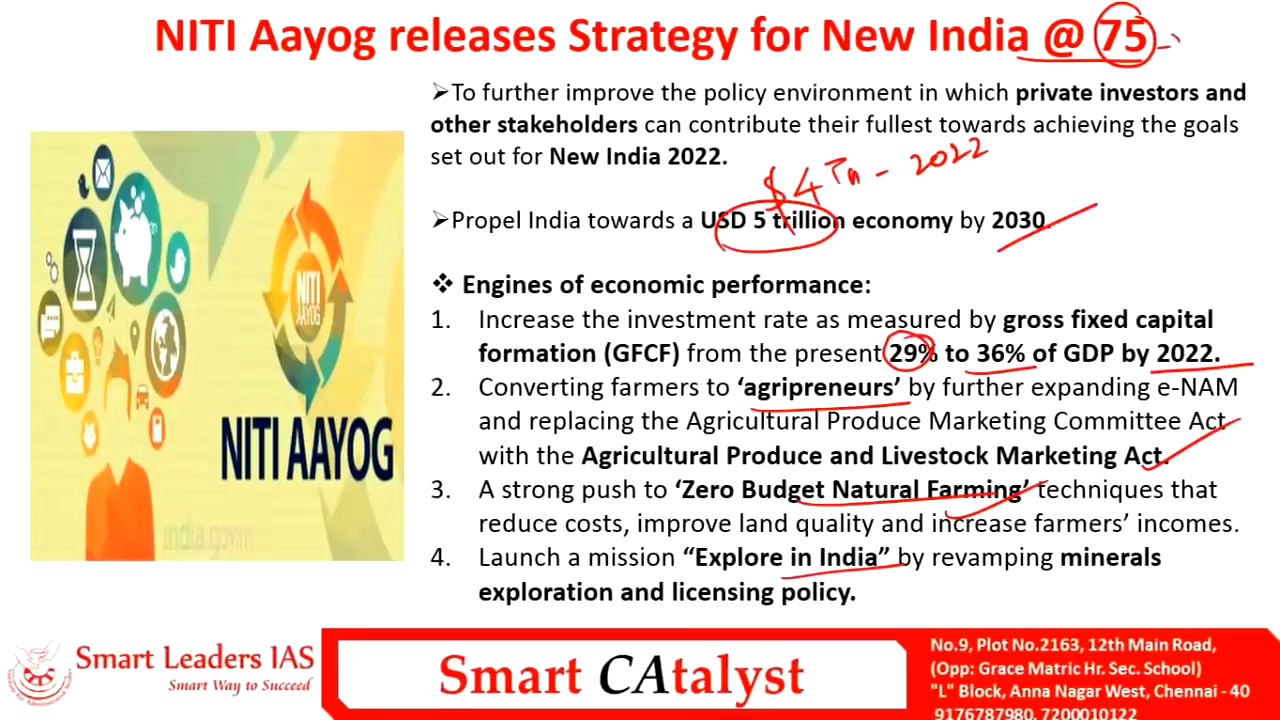 NITI Aayog releases Strategy for New India @ 75
➢To further improve the policy environment in which private investors and
other stakeholders can contribute their fullest towards achieving the goals
set out for New India 2022.
$4 Tn - 2022
➢Propel India towards a USD 5 trillion economy by 2030.
❖ Engines of economic performance:
1. Increase the investment rate as measured by gross fixed capital
formation (GFCF) from the present 29% to 36% of GDP by 2022.
2. Converting farmers to ‘agripreneurs’ by further expanding e-NAM
and replacing the Agricultural Produce Marketing Committee Act
with the Agricultural Produce and Livestock Marketing Act.
3. A strong push to ‘Zero Budget Natural Farming’ techniques that
reduce costs, improve land quality and increase farmers’ incomes.
4. Launch a mission “Explore in India” by revamping minerals
exploration and licensing policy.
NITI
AAYOG
NITI AAYOG
india.gov.in
Smart Leaders IAS
Smart Way to Succeed
Smart CAtalyst
No.9, Plot No.2163, 12th Main Road,
(Opp: Grace Matric Hr. Sec. School)
"L" Block, Anna Nagar West, Chennai - 40
9176787980, 7200010122